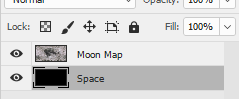 Normal Opacity: 100%
Lock: Fill: 100%
Moon Map
Space